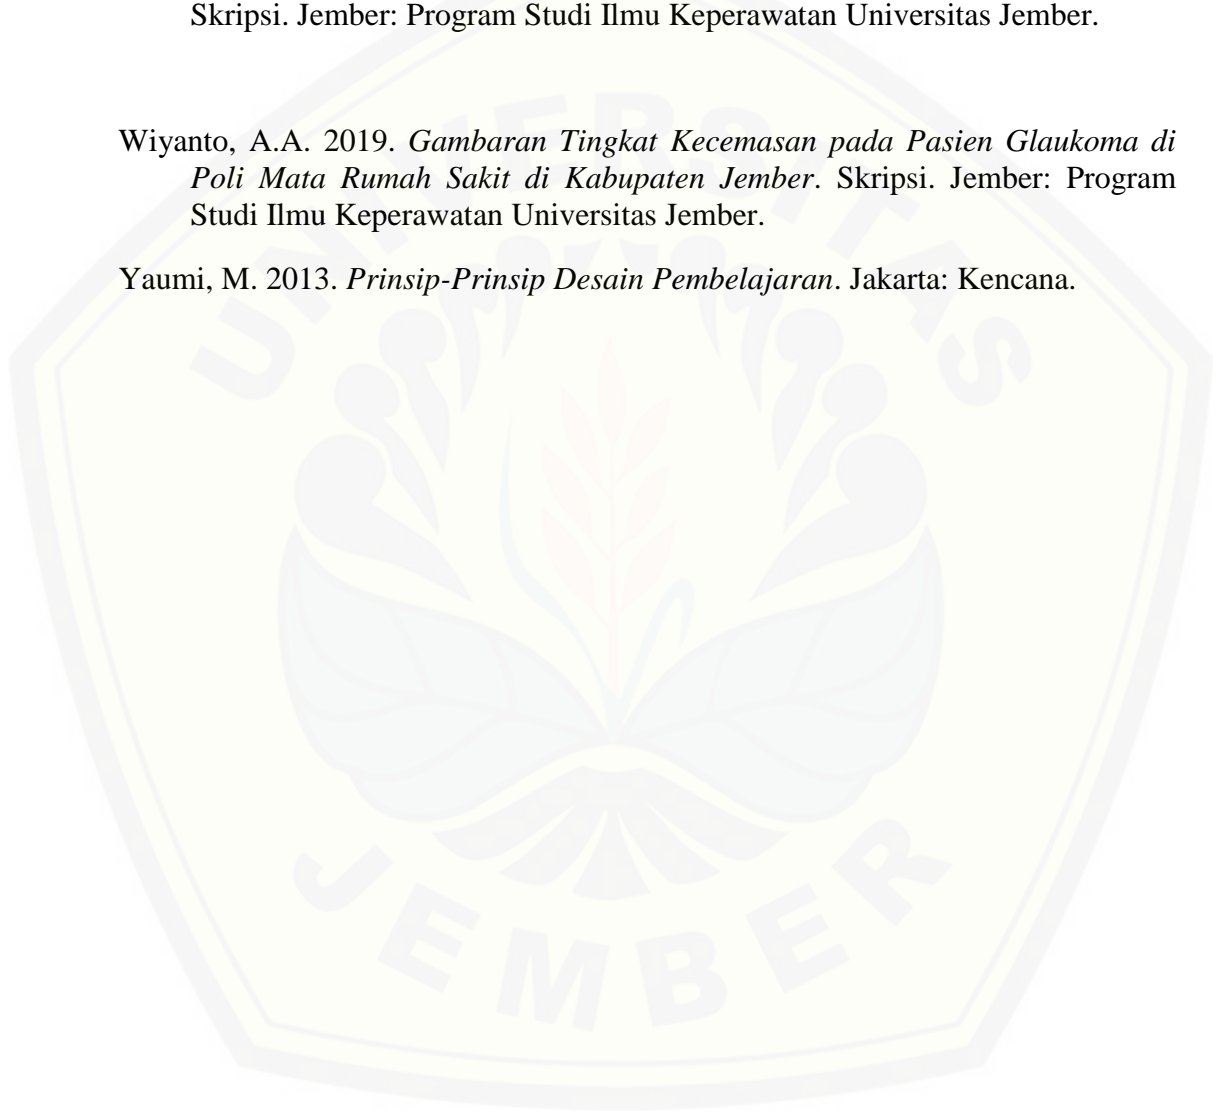 Skripsi. Jember: Program Studi Ilmu Keperawatan Universitas Jember.
Wiyanto, A.A. 2019. Gambaran Tingkat Kecemasan pada Pasien Glaukoma di
Poli Mata Rumah Sakit di Kabupaten Jember. Skripsi. Jember: Program
Studi Ilmu Keperawatan Universitas Jember.
Yaumi, M. 2013. Prinsip-Prinsip Desain Pembelajaran. Jakarta: Kencana.
UNIVERSITAS
JEMBER